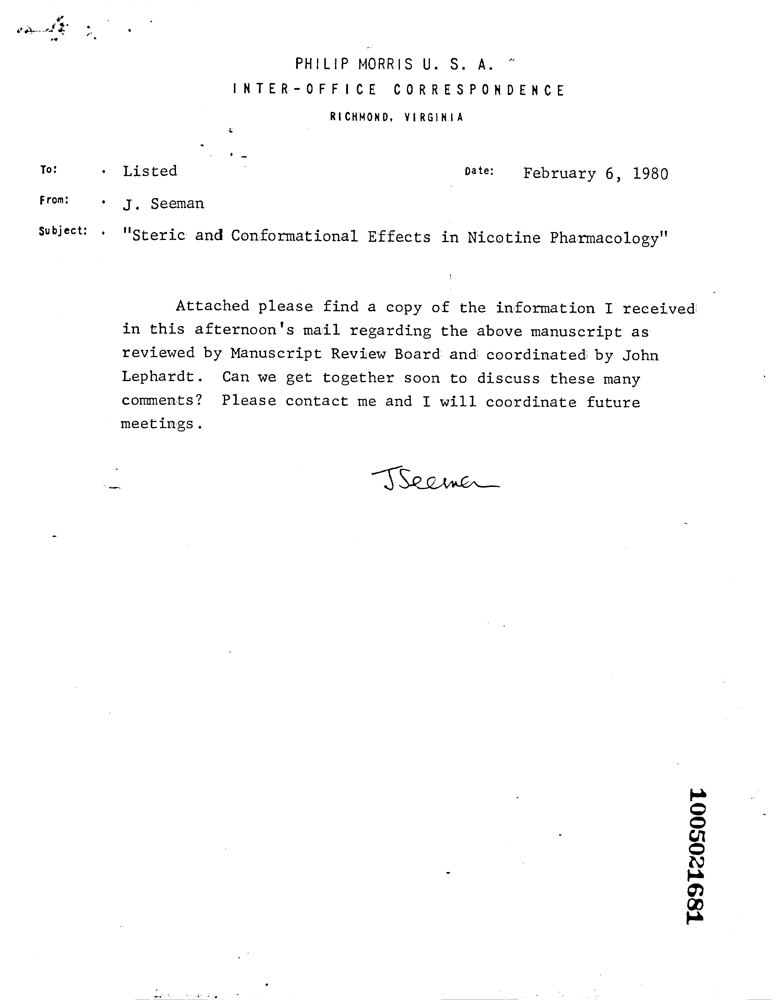 PHILIP MORRIS U. S. A.
INTER-OFFICE CORRESPONDENCE
RICHMOND, VIRGINIA
To: . Listed Date: February 6, 1980
From: . J. Seeman
Subject: . "Steric and Conformational Effects in Nicotine Pharmacology"
Attached please find a copy of the information I received
in this afternoon's mail regarding the above manuscript as
reviewed by Manuscript Review Board and coordinated by John
Lephardt. Can we get together soon to discuss these many
comments? Please contact me and I will coordinate future
meetings.
JSeeman
1005021681